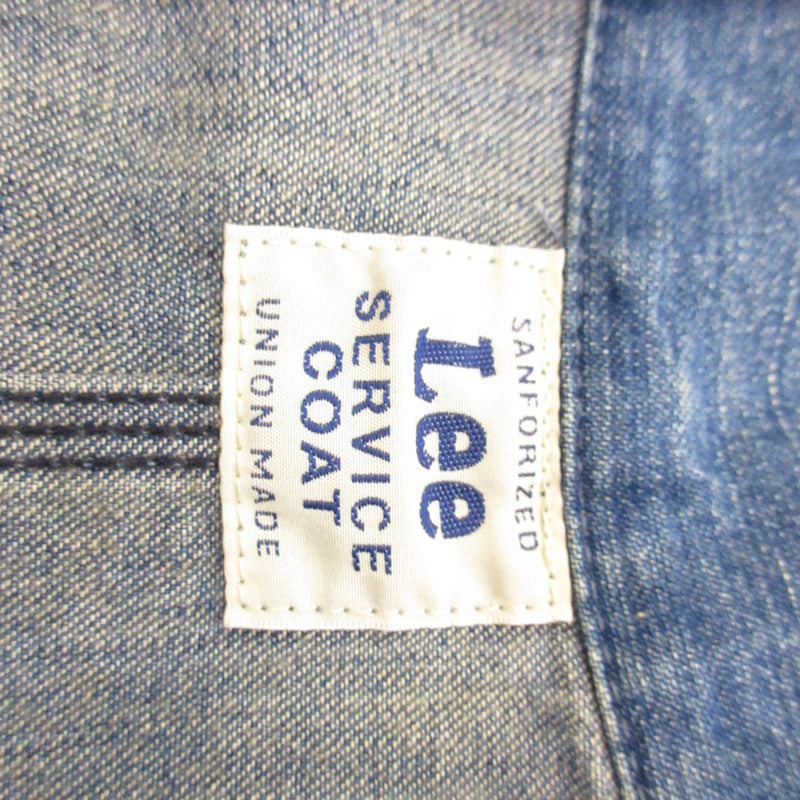 SANFORIZED
Lee
SERVICE
COAT
UNION MADE